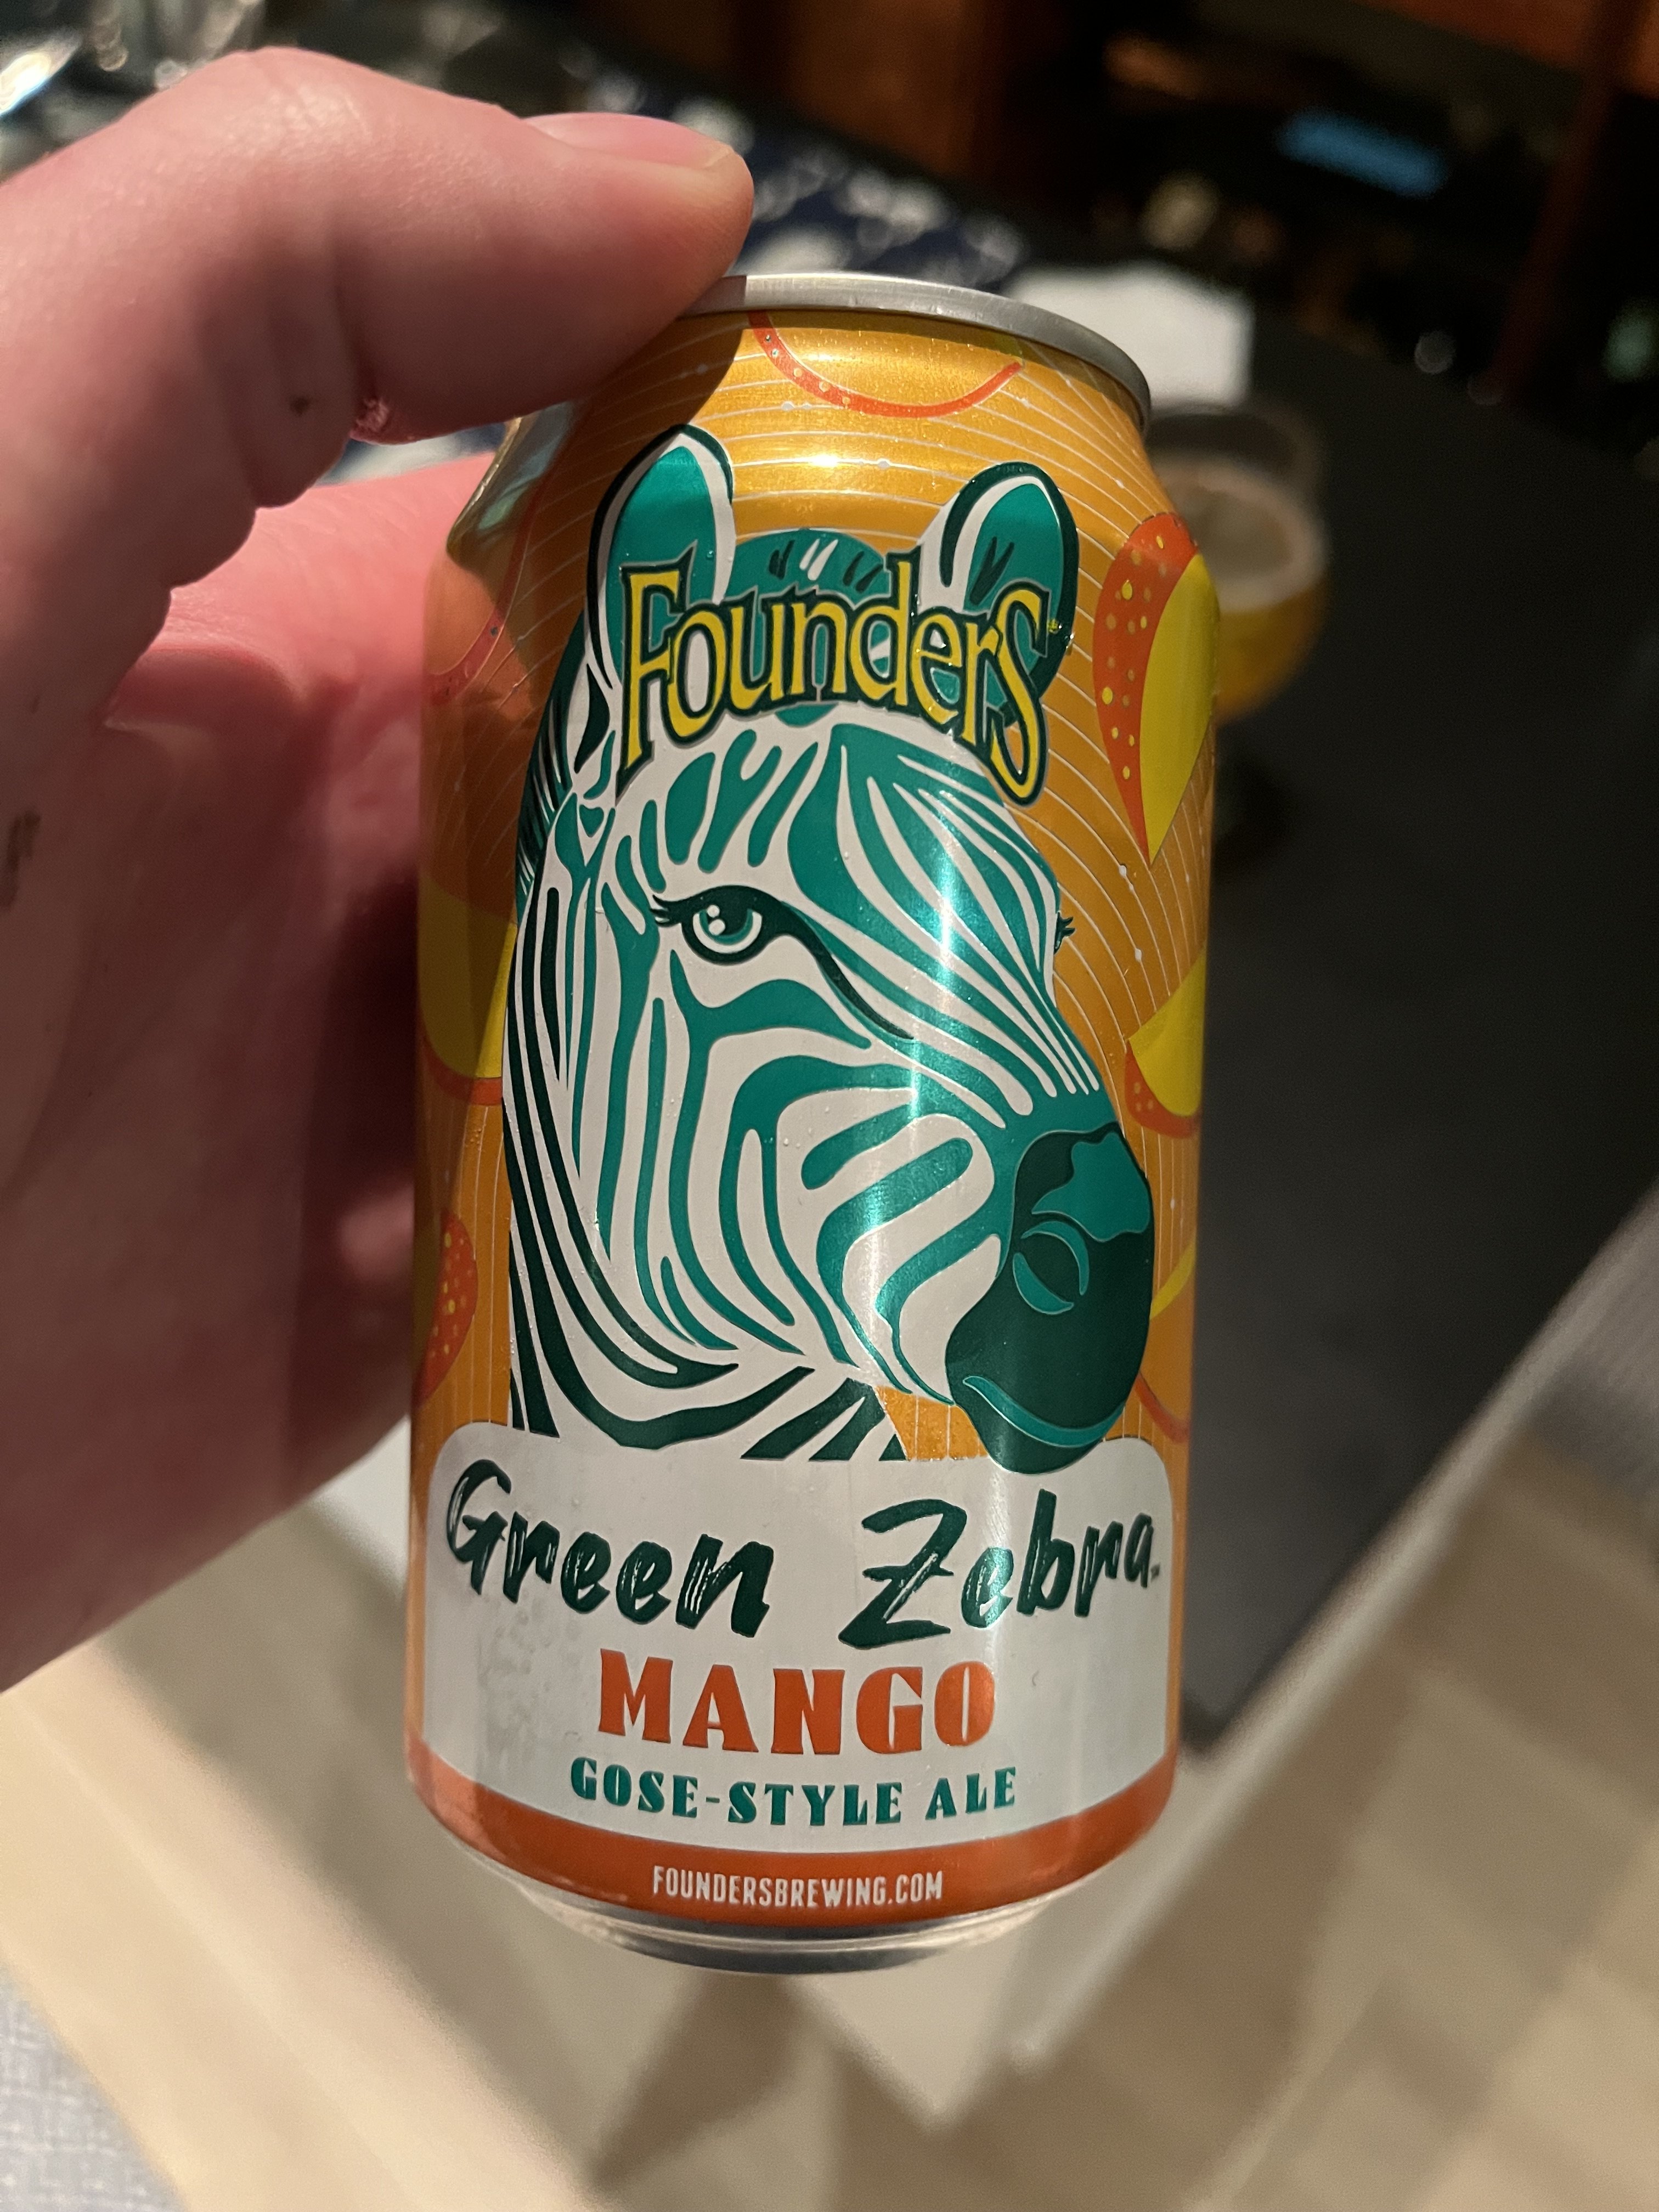 Founders
Green Zebra
MANGO
GOSE-STYLE ALE
FOUNDERSBREWING.COM